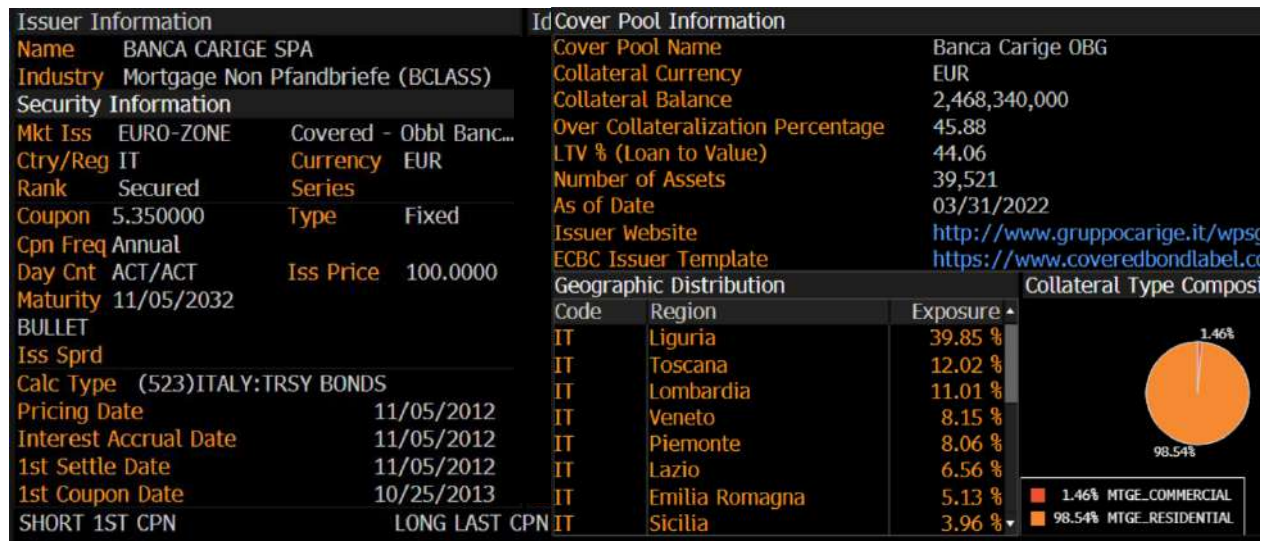 Issuer Information Id
Name BANCA CARIGE SPA
Industry Mortgage Non Pfandbriefe (BCLASS)
Security Information
Mkt Iss EURO-ZONE Covered - Obbl Banc...
Ctry/Reg IT Currency EUR
Rank Secured Series
Coupon 5.350000 Type Fixed
Cpn Freq Annual
Day Cnt ACT/ACT Iss Price 100.0000
Maturity 11/05/2032
BULLET
Iss Sprd
Calc Type (523)ITALY:TRSY BONDS
Pricing Date 11/05/2012
Interest Accrual Date 11/05/2012
1st Settle Date 11/05/2012
1st Coupon Date 10/25/2013
SHORT 1ST CPN LONG LAST CPN
Cover Pool Information
Cover Pool Name Banca Carige OBG
Collateral Currency EUR
Collateral Balance 2,468,340,000
Over Collateralization Percentage 45.88
LTV % (Loan to Value) 44.06
Number of Assets 39,521
As of Date 03/31/2022
Issuer Website http://www.gruppocarige.it/wpsg
ECBC Issuer Template https://www.coveredbondlabel.co
Geographic Distribution
Code Region Exposure
IT Liguria 39.85 %
IT Toscana 12.02 %
IT Lombardia 11.01 %
IT Veneto 8.15 %
IT Piemonte 8.06 %
IT Lazio 6.56 %
IT Emilia Romagna 5.13 %
IT Sicilia 3.96 %
Collateral Type Composi
1.46%
98.54%
1.46% MTGE_COMMERCIAL
98.54% MTGE_RESIDENTIAL